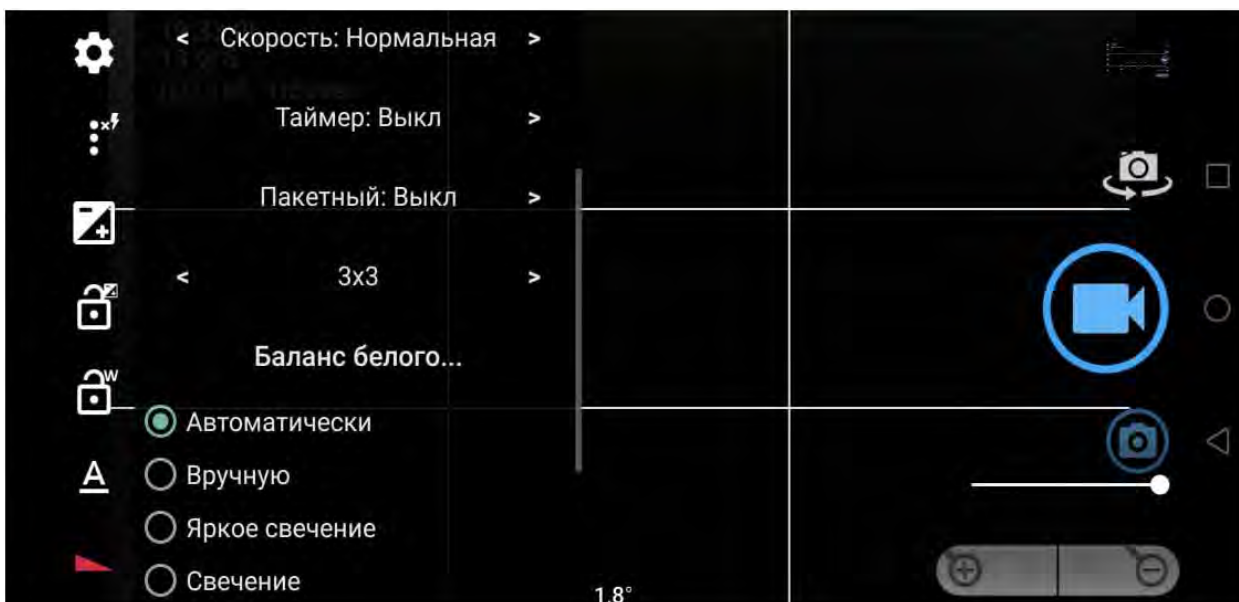 < Скорость: Нормальная >
Таймер: Выкл >
Пакетный: Выкл >
< 3x3 >
Баланс белого...
Автоматически
W
Вручную
A
Яркое свечение
Свечение
1.8°